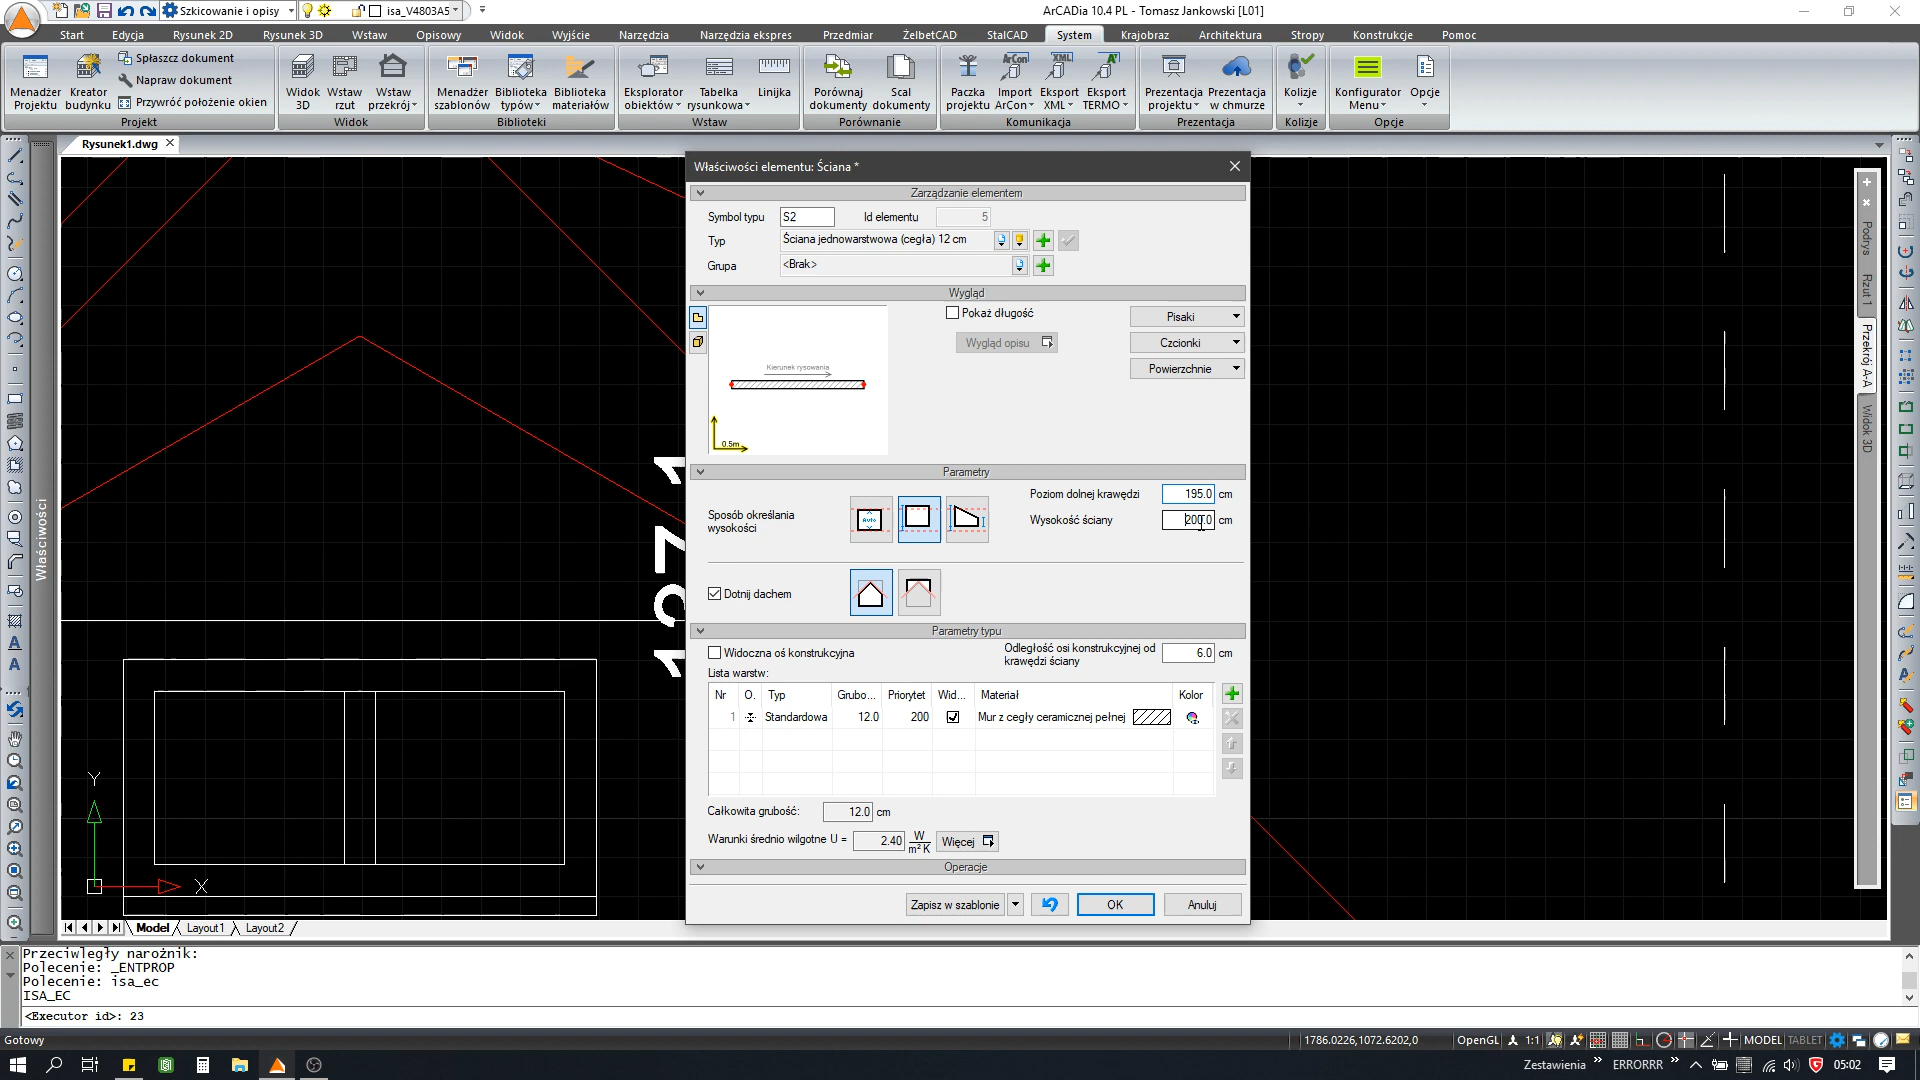 Szkicowanie i opisy
isa_V4803A5
ArCADia 10.4 PL - Tomasz Jankowski [L01]
Start Edycja Rysunek 2D Rysunek 3D Wstaw Opisowy Widok Wyjście Narzędzia Narzędzia ekspres Przedmiar ŻelbetCAD StalCAD System Krajobraz Architektura Stropy Konstrukcje Pomoc
Menadżer Projektu
Kreator budynku
Spłaszcz dokument
Napraw dokument
Przywróć położenie okien
Widok 3D
Wstaw rzut
Wstaw przekrój
Menadżer szablonów
Biblioteka typów
Biblioteka materiałów
Eksplorator obiektów
Tabelka rysunkowa
Linijka
Porównaj dokumenty
Scal dokumenty
Paczka projektu
Import ArCon
Eksport XML
Eksport TERMO
Prezentacja projektu
Prezentacja w chmurze
Kolizje
Konfigurator Menu
Opcje
Projekt Widok Biblioteki Wstaw Porównanie Komunikacja Prezentacja Kolizje Opcje
Rysunek1.dwg
Właściwości elementu: Ściana *
Zarządzanie elementem
Symbol typu S2 Id elementu 5
Typ Ściana jednowarstwowa (cegła) 12 cm
Grupa <Brak>
Wygląd
Pokaż długość
Wygląd opisu
Pisaki
Czcionki
Powierzchnie
Kierunek rysowania
0.5m
Parametry
Sposób określania wysokości
Auto
Poziom dolnej krawędzi 195.0 cm
Wysokość ściany 200.0 cm
Dotnij dachem
Parametry typu
Widoczna oś konstrukcyjna
Odległość osi konstrukcyjnej od krawędzi ściany 6.0 cm
Lista warstw:
Nr O. Typ Grubo... Priorytet Wid... Materiał Kolor
1 Standardowa 12.0 200 Mur z cegły ceramicznej pełnej
Całkowita grubość: 12.0 cm
Warunki średnio wilgotne U = 2.40 W m² K Więcej
Operacje
Zapisz w szablonie OK Anuluj
Właściwości
Podrys
Rzut 1
Przekrój A-A
Widok 3D
Y
X
Model Layout1 Layout2
Przeciwległy narożnik:
Polecenie: _ENTPROP
Polecenie: isa_ec
ISA_EC
<Executor id>: 23
Gotowy
1786.0226,1072.6202,0 OpenGL 1:1 MODEL TABLET
Zestawienia ERRORRR 05:02